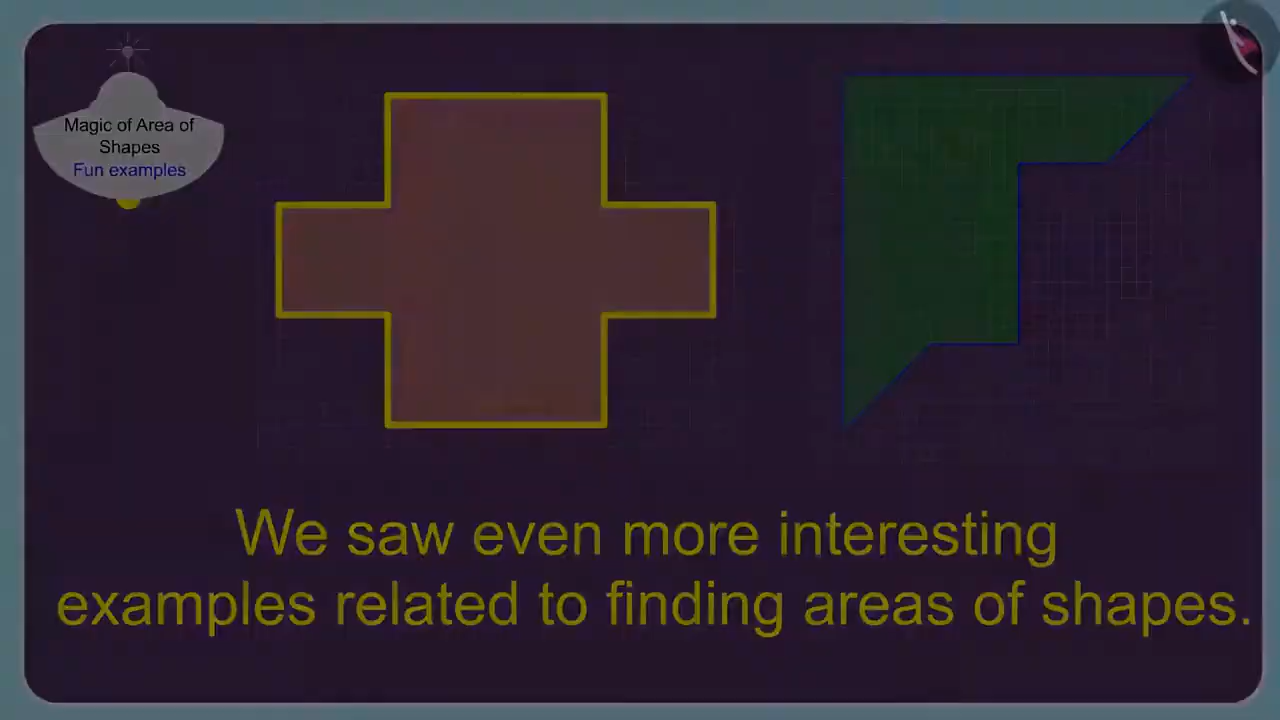 Magic of Area of
Shapes
Fun examples
We saw even more interesting
examples related to finding areas of shapes.